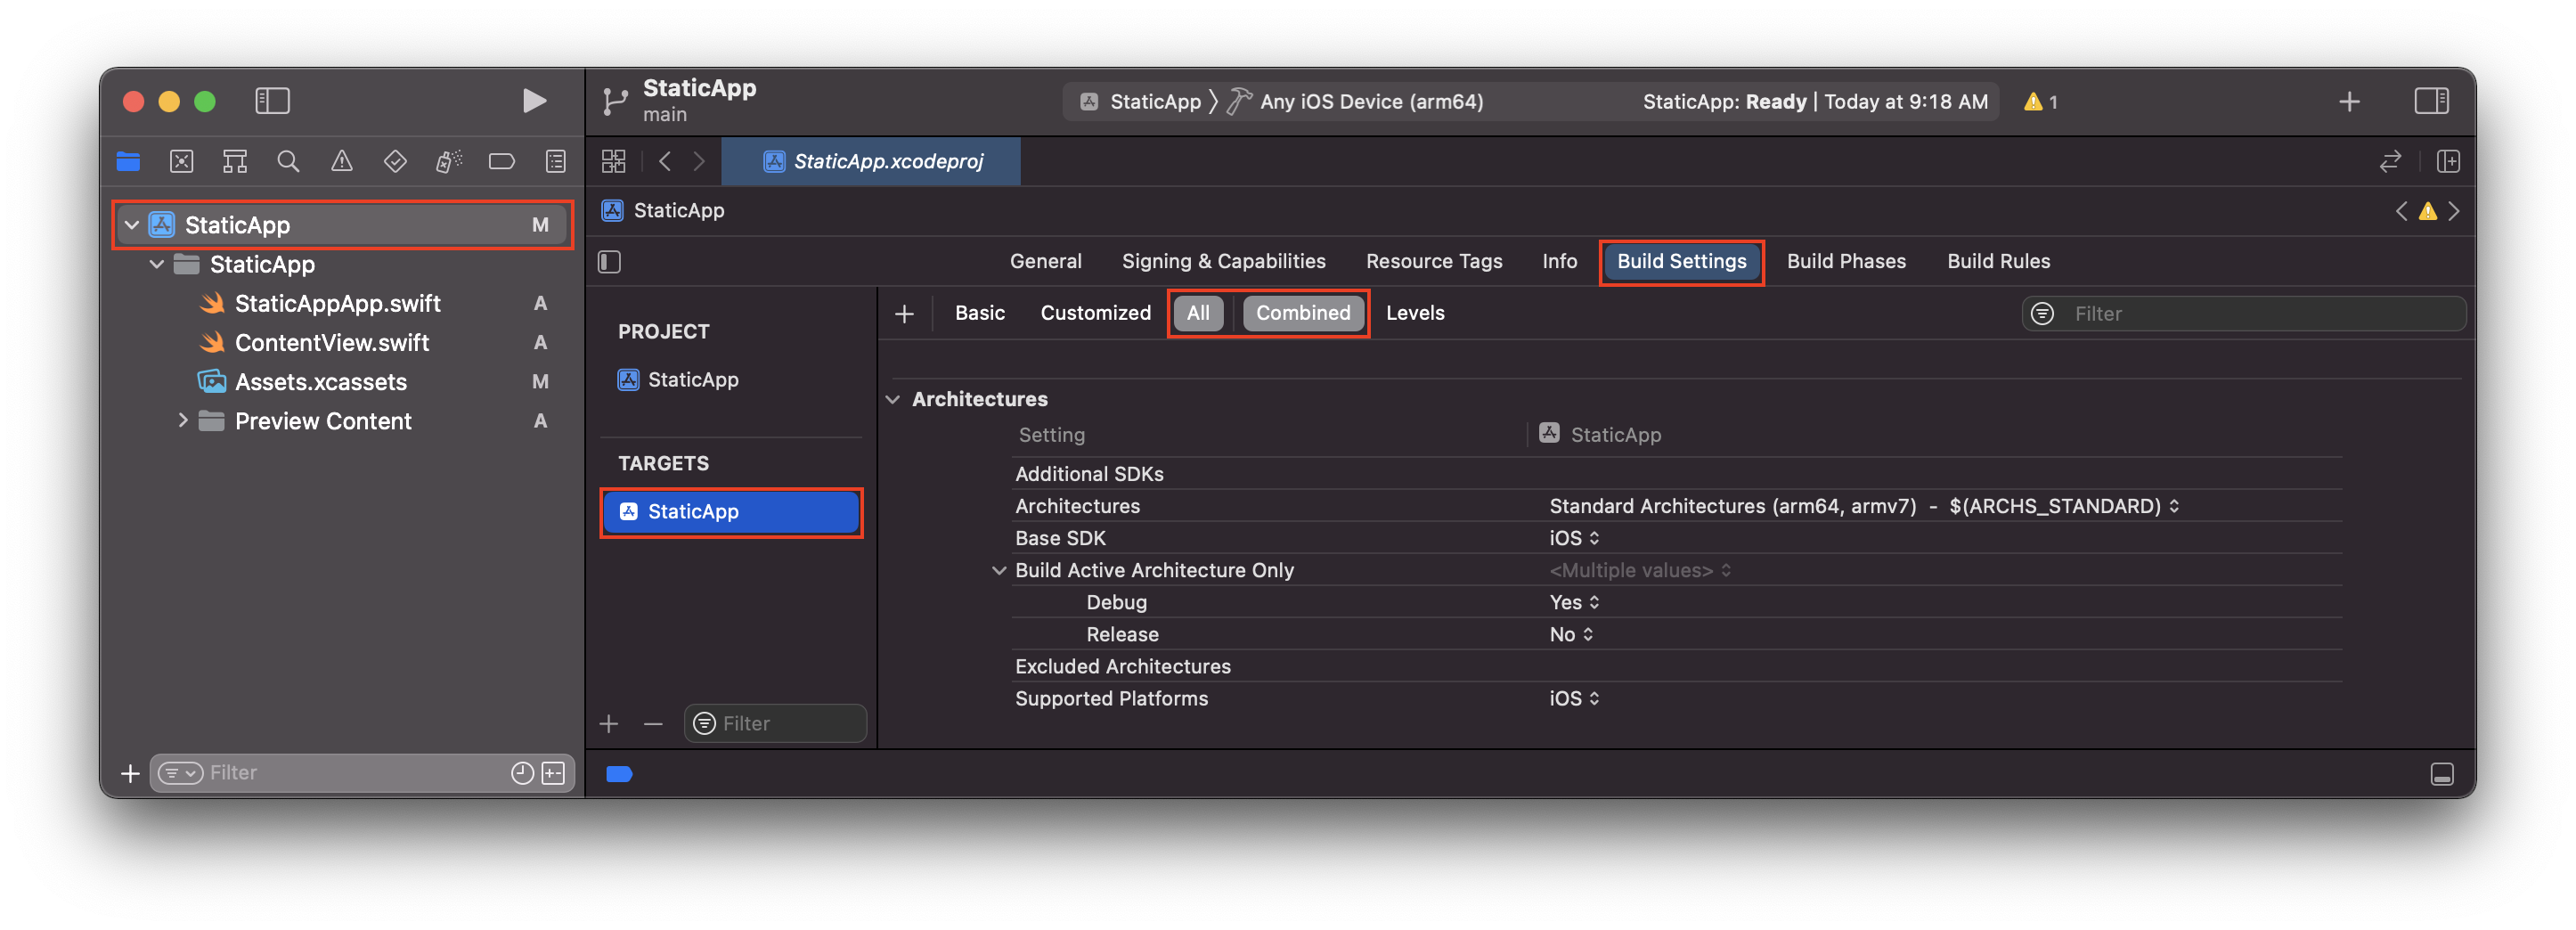 StaticApp
main
StaticApp 〉 Any iOS Device (arm64)
StaticApp: Ready | Today at 9:18 AM
1
StaticApp.xcodeproj
StaticApp M
StaticApp
StaticAppApp.swift A
ContentView.swift A
Assets.xcassets M
Preview Content A
Filter
StaticApp
General Signing & Capabilities Resource Tags Info Build Settings Build Phases Build Rules
PROJECT
StaticApp
TARGETS
StaticApp
Filter
Basic Customized All Combined Levels
Filter
Architectures
Setting StaticApp
Additional SDKs
Architectures Standard Architectures (arm64, armv7) - $(ARCHS_STANDARD)
Base SDK iOS
Build Active Architecture Only <Multiple values>
Debug Yes
Release No
Excluded Architectures
Supported Platforms iOS